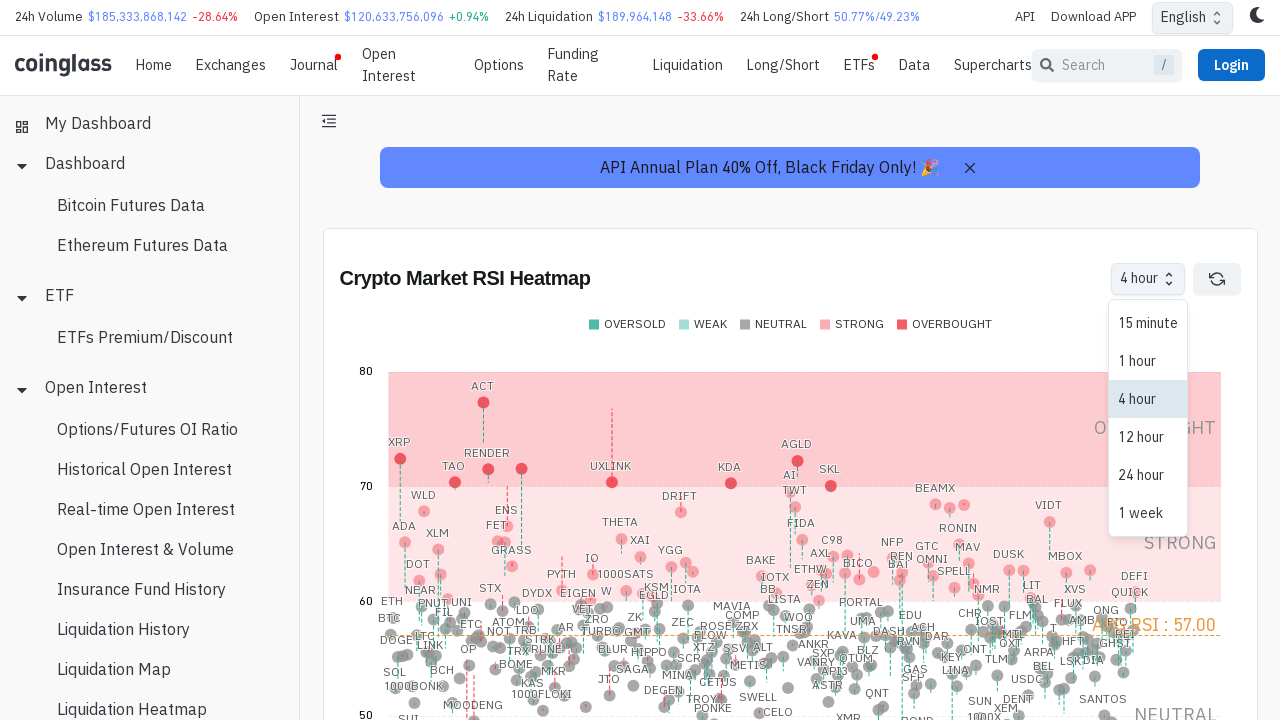 24h Volume $185,333,868,142 -28.64% Open Interest $120,633,756,096 +0.94% 24h Liquidation $189,964,148 -33.66% 24h Long/Short 50.77%/49.23% API Download APP English
coinglass Home Exchanges Journal Open Interest Options Funding Rate Liquidation Long/Short ETFs Data Supercharts Search / Login
My Dashboard
Dashboard
Bitcoin Futures Data
Ethereum Futures Data
ETF
ETFs Premium/Discount
Open Interest
Options/Futures OI Ratio
Historical Open Interest
Real-time Open Interest
Open Interest & Volume
Insurance Fund History
Liquidation History
Liquidation Map
Liquidation Heatmap
API Annual Plan 40% Off, Black Friday Only! 🎉
Crypto Market RSI Heatmap
4 hour
15 minute
1 hour
4 hour
12 hour
24 hour
1 week
OVERSOLD WEAK NEUTRAL STRONG OVERBOUGHT
80
ACT
XRP
RENDER
TAO
UXLINK
KDA
AGLD
SKL
AI
70
WLD
ENS
DRIFT
TWT
BEAMX
VIDT
ADA
XLM
FET
GRASS
THETA
XAI
YGG
FIDA
C98
RONIN
STRONG
DOT
NEAR
STX
PYTH
IO
1000SATS
BAKE
IOTX
ETHW
AXL
BICO
NFP
GTC
OMNI
MAV
SPELL
DUSK
MBOX
60
ETH
BTC
UNI
FIL
DYDX
EIGEN
W
KSM
IOTA
EGLD
BB
ZEN
LISTA
NMR
LIT
BAL
XVS
DEFI
QUICK
FLUX
DOGE
LTC
LINK
ETC
NOT
ATOM
LDO
TRB
VET
ZRO
AR
TURBO
ZK
GMT
ZEC
MAVIA
COMP
ROSE
ZRX
WOO
TNSR
PORTAL
UMA
KAVA
EDU
ACH
DASH
DAR
CHR
IOST
FLM
ONG
OP
TRX
STRK
RUNE
BLUR
HIPPO
FLOW
XTZ
SSV
ALT
ANKR
SXP
BLZ
QTUM
RVN
KEY
ONT
TLM
ARPA
HFT
GHST
SQL
BCH
BOME
MKR
SAGA
SCR
METIS
VANRY
API3
GAS
SFP
LINA
BEL
LSK
DIA
1000BONK
KAS
1000FLOKI
JTO
MINA
GETUS
ASTR
USDC
MOODENG
DEGEN
TROY
SWELL
QNT
SUN
DENT
SANTOS
SUI
PONKE
CELO
XMR
XEM
1000X
RSI : 57.00
50
NEUTRAL